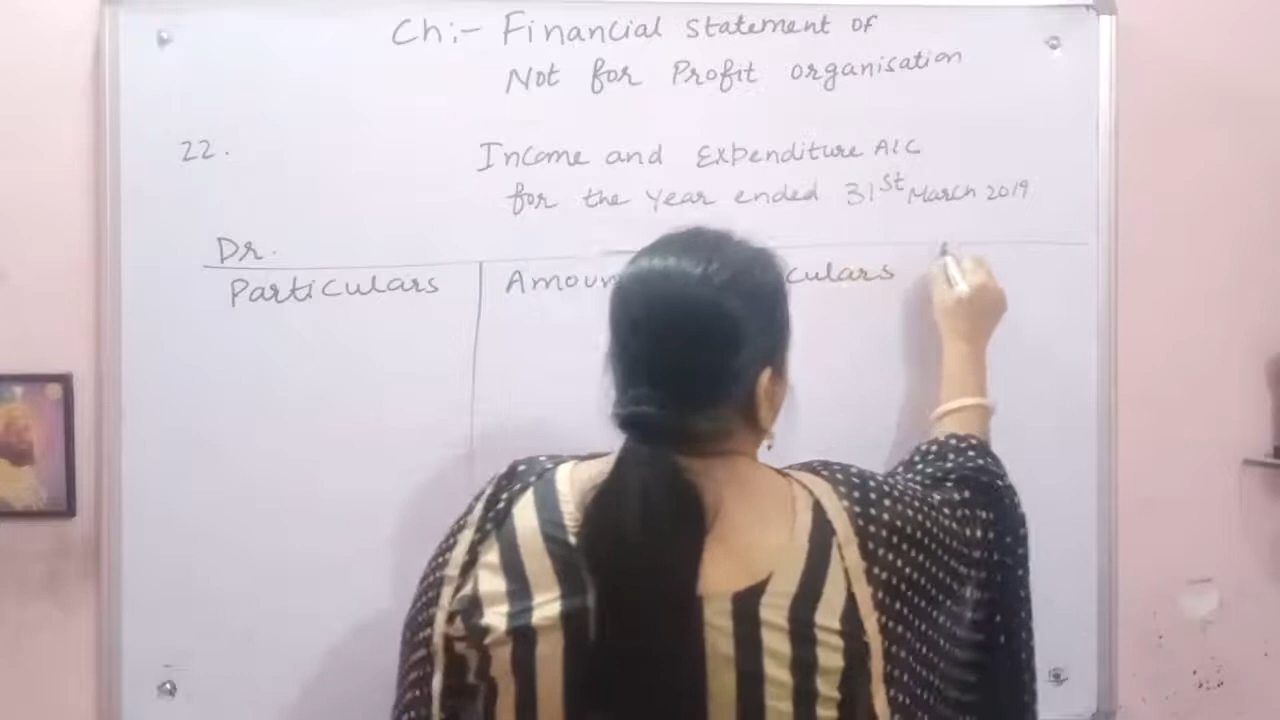 Ch:- Financial Statement of
Not for Profit organisation
22. Income and Expenditure A/C
for the Year ended 31st March 2019
Dr.
Particulars Amoun culars